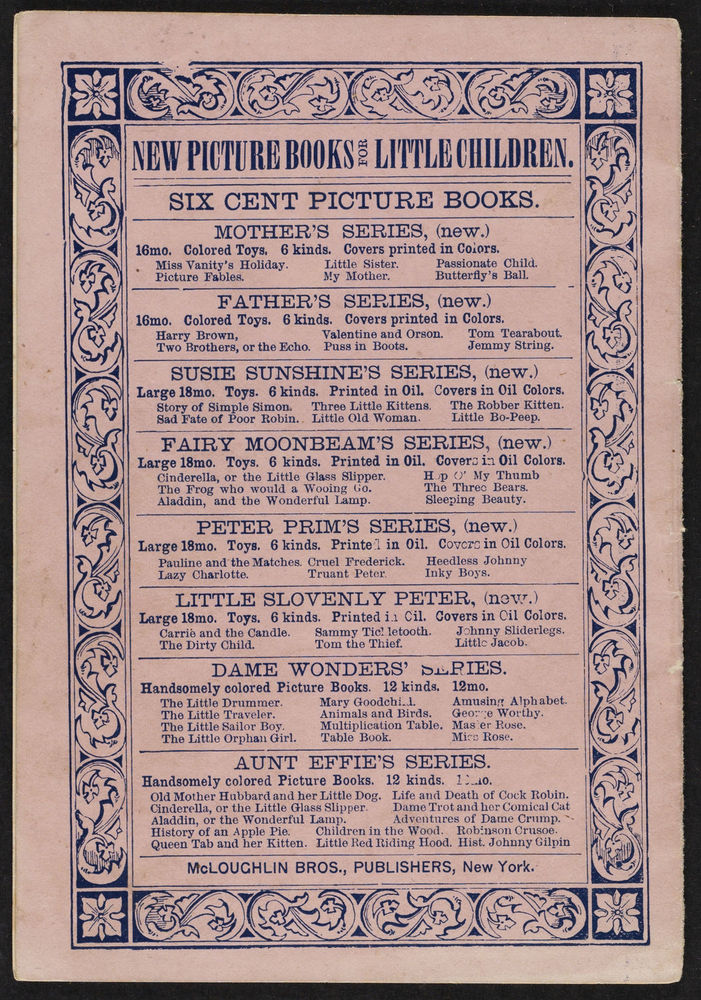 NEW PICTURE BOOKS FOR LITTLE CHILDREN.
SIX CENT PICTURE BOOKS.
MOTHER'S SERIES, (new.)
16mo. Colored Toys. 6 kinds. Covers printed in Colors.
Miss Vanity's Holiday. Little Sister. Passionate Child.
Picture Fables. My Mother. Butterfly's Ball.
FATHER'S SERIES, (new.)
16mo. Colored Toys. 6 kinds. Covers printed in Colors.
Harry Brown, Valentine and Orson. Tom Tearabout.
Two Brothers, or the Echo. Puss in Boots. Jemmy String.
SUSIE SUNSHINE'S SERIES, (new.)
Large 18mo. Toys. 6 kinds. Printed in Oil. Covers in Oil Colors.
Story of Simple Simon. Three Little Kittens. The Robber Kitten.
Sad Fate of Poor Robin. Little Old Woman. Little Bo-Peep.
FAIRY MOONBEAM'S SERIES, (new.)
Large 18mo. Toys. 6 kinds. Printed in Oil. Covers in Oil Colors.
Cinderella, or the Little Glass Slipper. Hop O' My Thumb
The Frog who would a Wooing Go. The Three Bears.
Aladdin, and the Wonderful Lamp. Sleeping Beauty.
PETER PRIM'S SERIES, (new.)
Large 18mo. Toys. 6 kinds. Printed in Oil. Covers in Oil Colors.
Pauline and the Matches. Cruel Frederick. Heedless Johnny
Lazy Charlotte. Truant Peter. Inky Boys.
LITTLE SLOVENLY PETER, (new.)
Large 18mo. Toys. 6 kinds. Printed in Oil. Covers in Oil Colors.
Carrie and the Candle. Sammy Tickletooth. Johnny Sliderlegs.
The Dirty Child. Tom the Thief. Little Jacob.
DAME WONDERS' SERIES.
Handsomely colored Picture Books. 12 kinds. 12mo.
The Little Drummer. Mary Goodchild. Amusing Alphabet.
The Little Traveler. Animals and Birds. George Worthy.
The Little Sailor Boy. Multiplication Table. Master Rose.
The Little Orphan Girl. Table Book. Miss Rose.
AUNT EFFIE'S SERIES.
Handsomely colored Picture Books. 12 kinds. 12mo.
Old Mother Hubbard and her Little Dog. Life and Death of Cock Robin.
Cinderella, or the Little Glass Slipper. Dame Trot and her Comical Cat
Aladdin, or the Wonderful Lamp. Adventures of Dame Crump.
History of an Apple Pie. Children in the Wood. Robinson Crusoe.
Queen Tab and her Kitten. Little Red Riding Hood. Hist. Johnny Gilpin
McLOUGHLIN BROS., PUBLISHERS, New York.